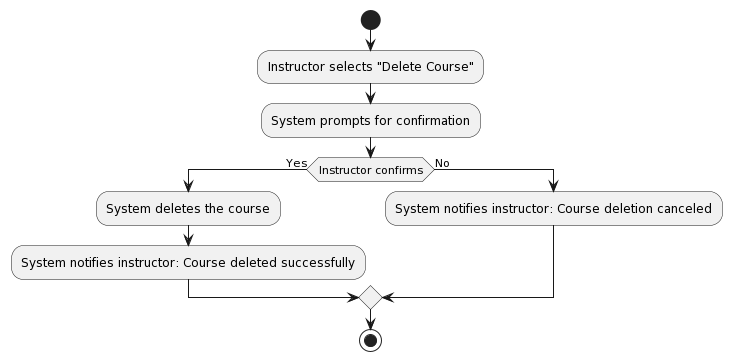 Instructor selects "Delete Course"
System prompts for confirmation
Yes
Instructor confirms
No
System deletes the course
System notifies instructor: Course deletion canceled
System notifies instructor: Course deleted successfully